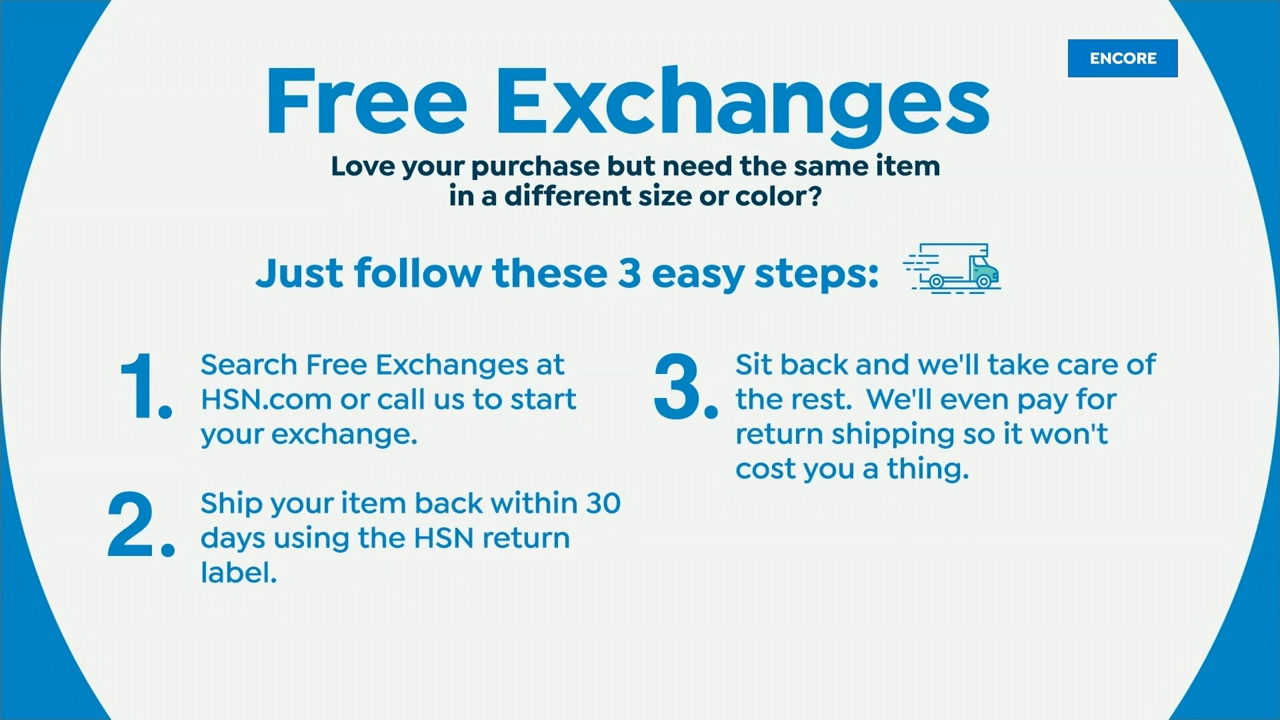 ENCORE
Free Exchanges
Love your purchase but need the same item
in a different size or color?
Just follow these 3 easy steps:
1. Search Free Exchanges at
HSN.com or call us to start
your exchange.
2. Ship your item back within 30
days using the HSN return
label.
3. Sit back and we'll take care of
the rest.  We'll even pay for
return shipping so it won't
cost you a thing.